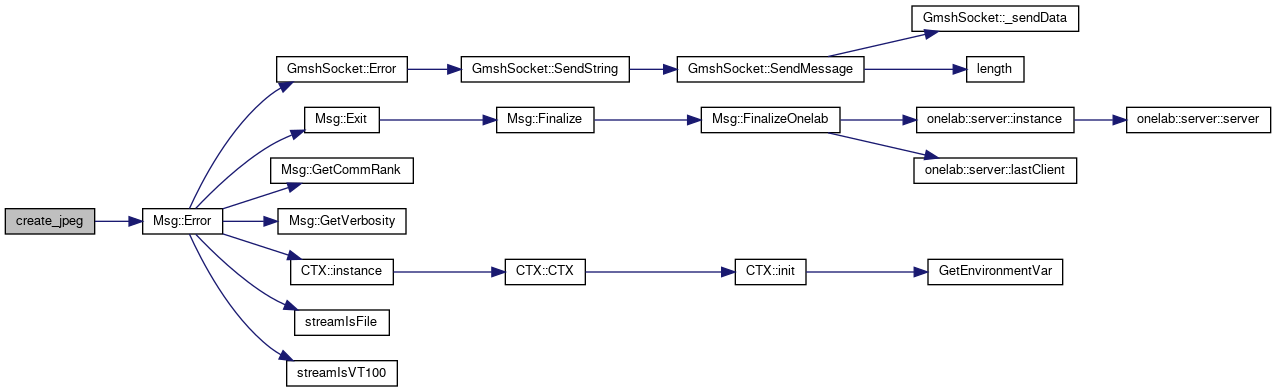 GmshSocket::_sendData
GmshSocket::Error
GmshSocket::SendString
GmshSocket::SendMessage
length
Msg::Exit
Msg::Finalize
Msg::FinalizeOnelab
onelab::server::instance
onelab::server::server
Msg::GetCommRank
onelab::server::lastClient
create_jpeg
Msg::Error
Msg::GetVerbosity
CTX::instance
CTX::CTX
CTX::init
GetEnvironmentVar
streamIsFile
streamIsVT100